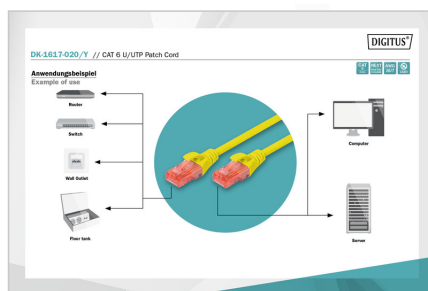 DIGITUS®
DK-1617-020/Y // CAT 6 U/UTP Patch Cord
Anwendungsbeispiel
Example of use
Router
Switch
Wall Outlet
Floor tank
Computer
Server